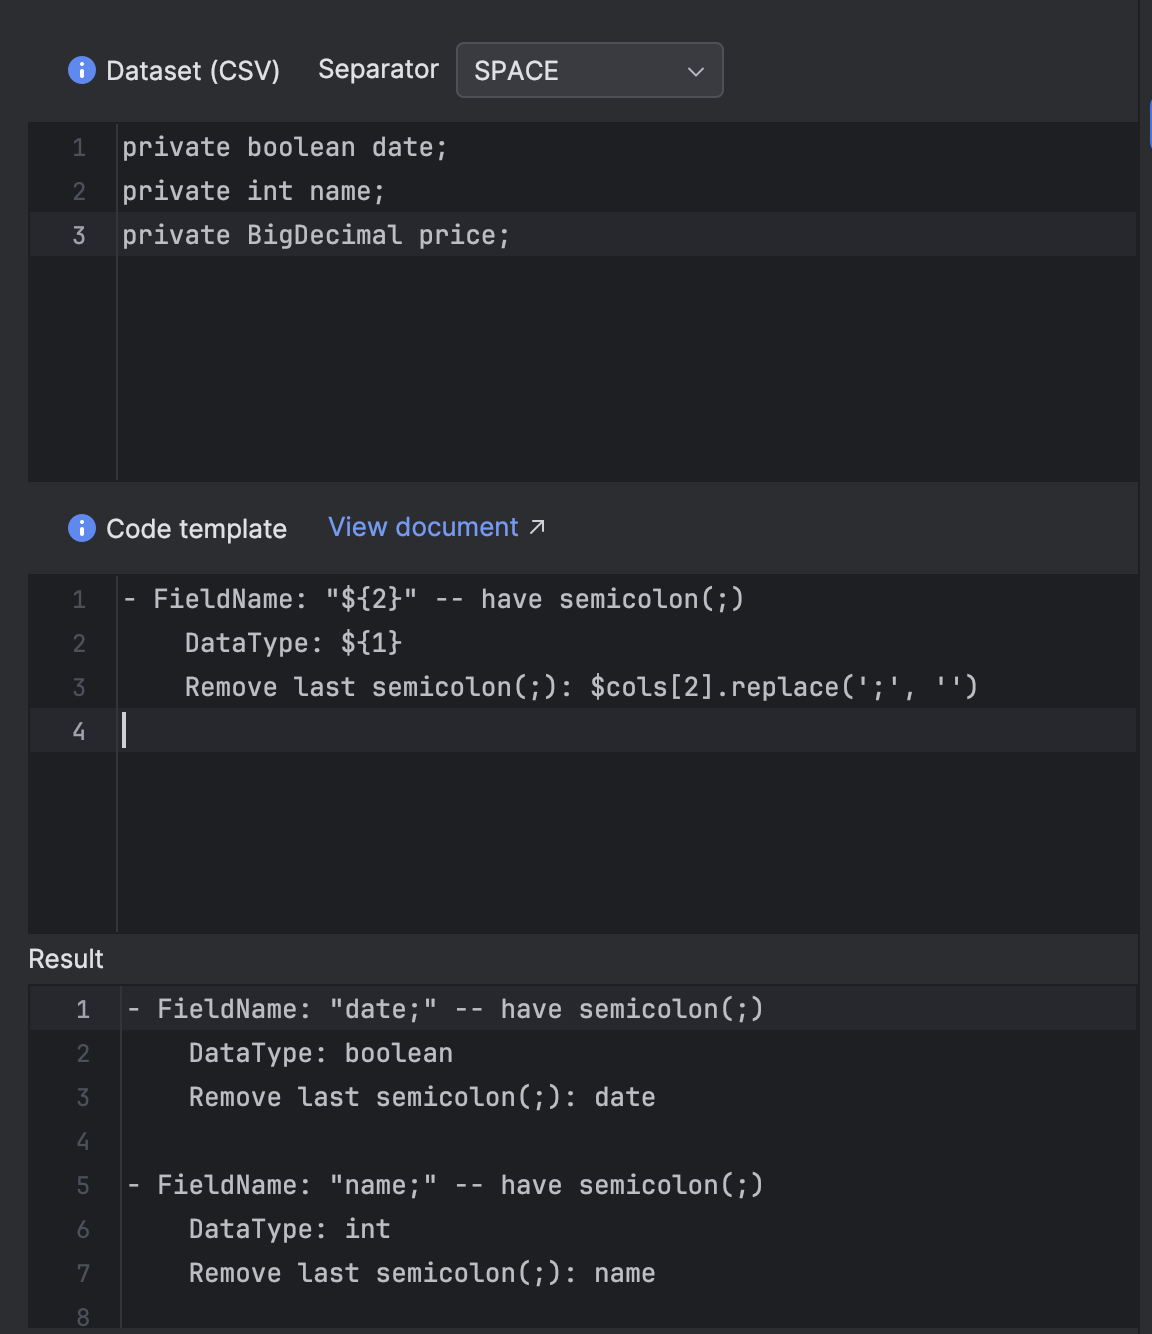 Dataset (CSV) Separator SPACE
1 private boolean date;
2 private int name;
3 private BigDecimal price;
Code template View document ↗
1 - FieldName: "${2}" -- have semicolon(;)
2     DataType: ${1}
3     Remove last semicolon(;): $cols[2].replace(';', '')
4
Result
1 - FieldName: "date;" -- have semicolon(;)
2     DataType: boolean
3     Remove last semicolon(;): date
4
5 - FieldName: "name;" -- have semicolon(;)
6     DataType: int
7     Remove last semicolon(;): name
8